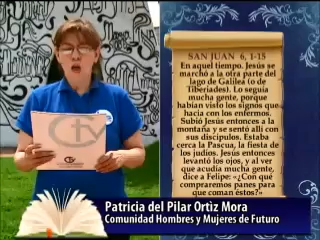 SAN JUAN 6, 1-15
En aquel tiempo. Jesús se
marchó a la otra parte del
lago de Galilea (o de
Tiberíades). Lo seguía
mucha gente, porque
habían visto los signos que
hacía con los enfermos.
Subió Jesús entonces a la
montaña y se sentó allí con
sus discípulos. Estaba
cerca la Pascua, la fiesta de
los judíos. Jesús entonces
levantó los ojos, y al ver
que acudía mucha gente,
dice a Felipe: «¿Con qué
compraremos panes para
que coman éstos?»
ctv
Patricia del Pilar Ortiz Mora
Comunidad Hombres y Mujeres de Futuro